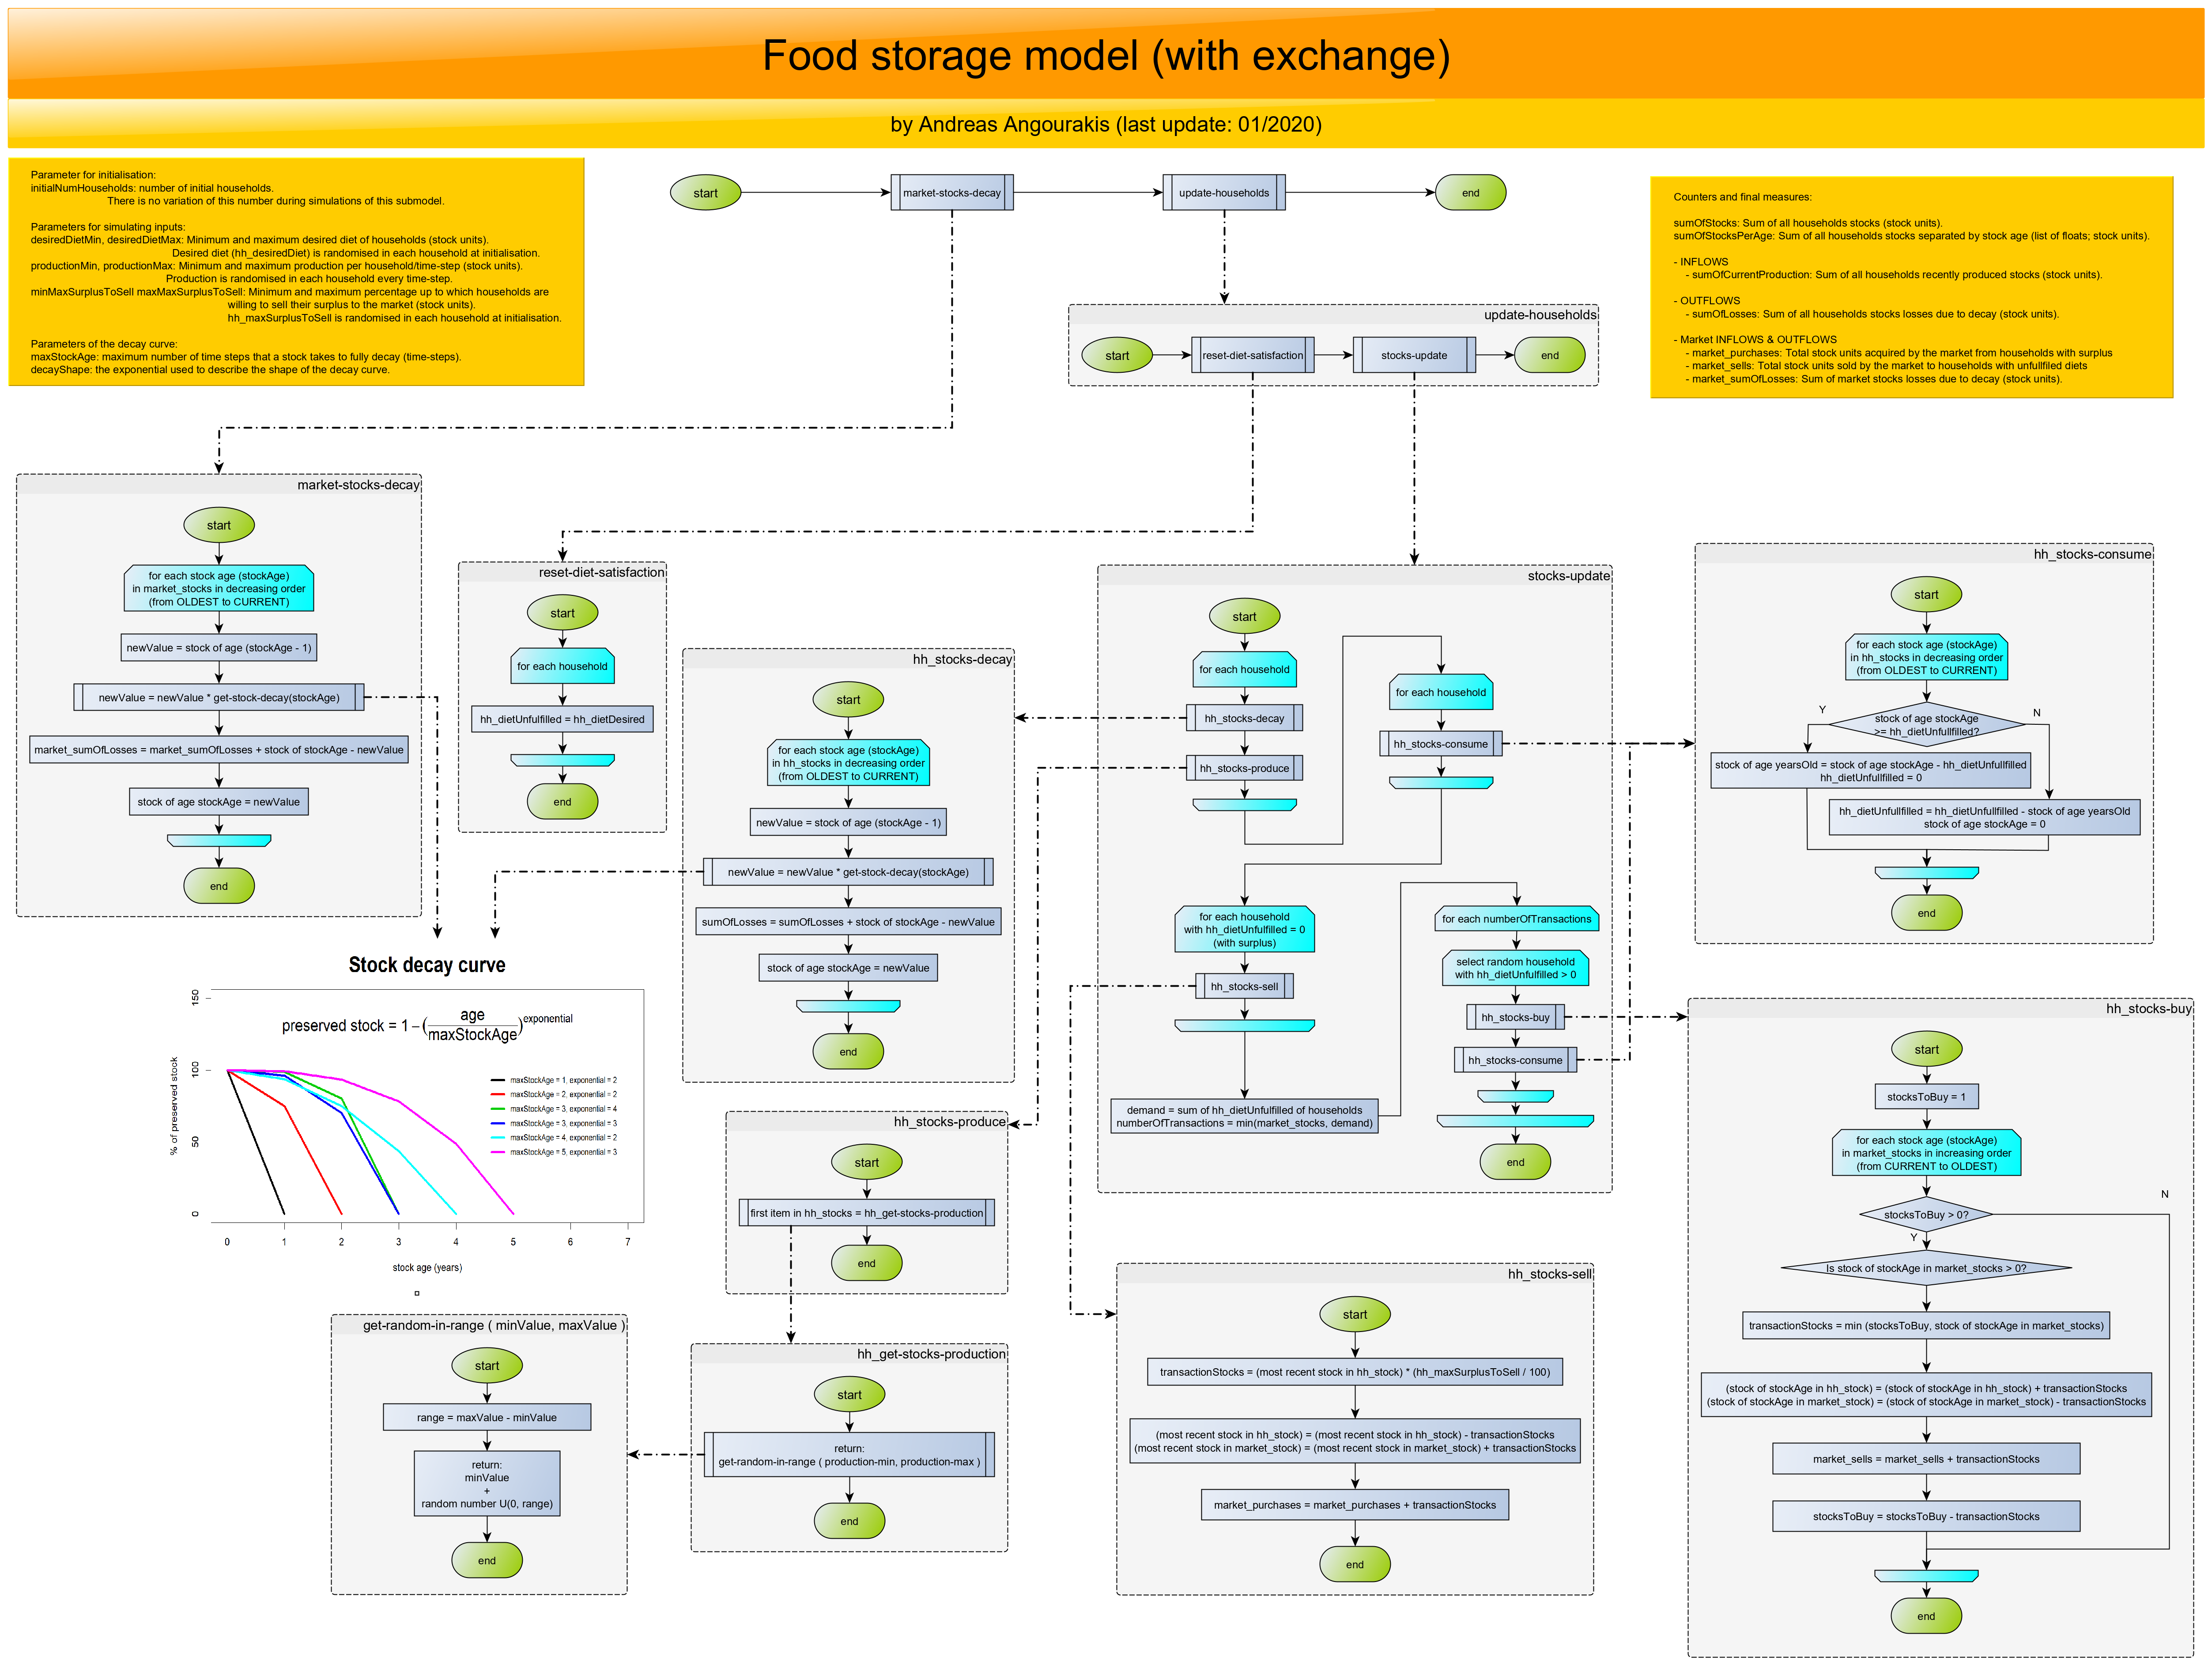 Food storage model (with exchange)
by Andreas Angourakis (last update: 01/2020)
Parameter for initialisation:
initialNumHouseholds: number of initial households.
There is no variation of this number during simulations of this submodel.
Parameters for simulating inputs:
desiredDietMin, desiredDietMax: Minimum and maximum desired diet of households (stock units).
Desired diet (hh_desiredDiet) is randomised in each household at initialisation.
productionMin, productionMax: Minimum and maximum production per household/time-step (stock units).
Production is randomised in each household every time-step.
minMaxSurplusToSell maxMaxSurplusToSell: Minimum and maximum percentage up to which households are
willing to sell their surplus to the market (stock units).
hh_maxSurplusToSell is randomised in each household at initialisation.
Parameters of the decay curve:
maxStockAge: maximum number of time steps that a stock takes to fully decay (time-steps).
decayShape: the exponential used to describe the shape of the decay curve.
start
market-stocks-decay
update-households
end
Counters and final measures:
sumOfStocks: Sum of all households stocks (stock units).
sumOfStocksPerAge: Sum of all households stocks separated by stock age (list of floats; stock units).
- INFLOWS
- sumOfCurrentProduction: Sum of all households recently produced stocks (stock units).
- OUTFLOWS
- sumOfLosses: Sum of all households stocks losses due to decay (stock units).
- Market INFLOWS & OUTFLOWS
- market_purchases: Total stock units acquired by the market from households with surplus
- market_sells: Total stock units sold by the market to households with unfullfiled diets
- market_sumOfLosses: Sum of market stocks losses due to decay (stock units).
update-households
start
reset-diet-satisfaction
stocks-update
end
market-stocks-decay
start
for each stock age (stockAge)
in market_stocks in decreasing order
(from OLDEST to CURRENT)
newValue = stock of age (stockAge - 1)
newValue = newValue * get-stock-decay(stockAge)
market_sumOfLosses = market_sumOfLosses + stock of stockAge - newValue
stock of age stockAge = newValue
end
reset-diet-satisfaction
start
for each household
hh_dietUnfulfilled = hh_dietDesired
end
hh_stocks-decay
start
for each stock age (stockAge)
in hh_stocks in decreasing order
(from OLDEST to CURRENT)
newValue = stock of age (stockAge - 1)
newValue = newValue * get-stock-decay(stockAge)
sumOfLosses = sumOfLosses + stock of stockAge - newValue
stock of age stockAge = newValue
end
stocks-update
start
for each household
hh_stocks-decay
hh_stocks-produce
for each household
hh_stocks-consume
for each household
with hh_dietUnfulfilled = 0
(with surplus)
hh_stocks-sell
demand = sum of hh_dietUnfulfilled of households
numberOfTransactions = min(market_stocks, demand)
for each numberOfTransactions
select random household
with hh_dietUnfulfilled > 0
hh_stocks-buy
hh_stocks-consume
end
hh_stocks-consume
start
for each stock age (stockAge)
in hh_stocks in decreasing order
(from OLDEST to CURRENT)
Y
stock of age stockAge
>= hh_dietUnfullfilled?
N
stock of age yearsOld = stock of age stockAge - hh_dietUnfullfilled
hh_dietUnfullfilled = 0
hh_dietUnfullfilled = hh_dietUnfullfilled - stock of age yearsOld
stock of age stockAge = 0
end
Stock decay curve
preserved stock = 1 – (age/maxStockAge)^exponential
% of preserved stock
150
100
50
0
maxStockAge = 1, exponential = 2
maxStockAge = 2, exponential = 2
maxStockAge = 3, exponential = 4
maxStockAge = 3, exponential = 3
maxStockAge = 4, exponential = 2
maxStockAge = 5, exponential = 3
0 1 2 3 4 5 6 7
stock age (years)
hh_stocks-produce
start
first item in hh_stocks = hh_get-stocks-production
end
get-random-in-range ( minValue, maxValue )
start
range = maxValue - minValue
return:
minValue
+
random number U(0, range)
end
hh_get-stocks-production
start
return:
get-random-in-range ( production-min, production-max )
end
hh_stocks-sell
start
transactionStocks = (most recent stock in hh_stock) * (hh_maxSurplusToSell / 100)
(most recent stock in hh_stock) = (most recent stock in hh_stock) - transactionStocks
(most recent stock in market_stock) = (most recent stock in market_stock) + transactionStocks
market_purchases = market_purchases + transactionStocks
end
hh_stocks-buy
start
stocksToBuy = 1
for each stock age (stockAge)
in market_stocks in increasing order
(from CURRENT to OLDEST)
N
stocksToBuy > 0?
Y
Is stock of stockAge in market_stocks > 0?
transactionStocks = min (stocksToBuy, stock of stockAge in market_stocks)
(stock of stockAge in hh_stock) = (stock of stockAge in hh_stock) + transactionStocks
(stock of stockAge in market_stock) = (stock of stockAge in market_stock) - transactionStocks
market_sells = market_sells + transactionStocks
stocksToBuy = stocksToBuy - transactionStocks
end